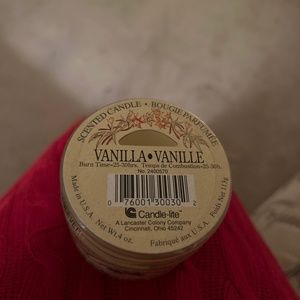 SCENTED CANDLE • BOUGIE PARFUMÉE
VANILLA • VANILLE
Burn Time-25-30hrs. Temps de Combustion-25-30h.
No. 2400570
0 76001 30030 2
Candle-lite
A Lancaster Colony Company
Cincinnati, Ohio 45242
Made in U.S.A.
Net Wt. 4 oz.
Fabriqué aux U.S.A.
Poids Net 113g